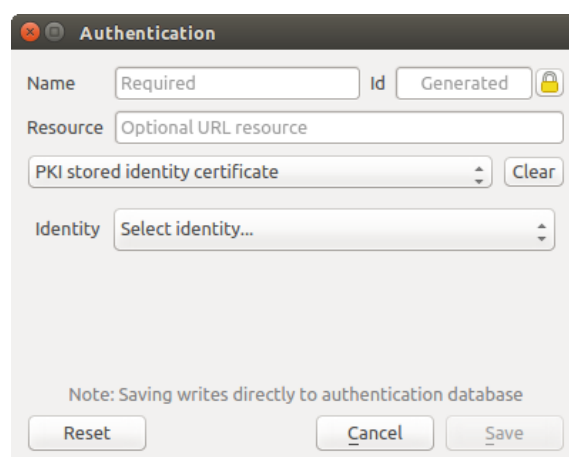 Authentication
Name Required Id Generated
Resource Optional URL resource
PKI stored identity certificate Clear
Identity Select identity...
Note: Saving writes directly to authentication database
Reset Cancel Save